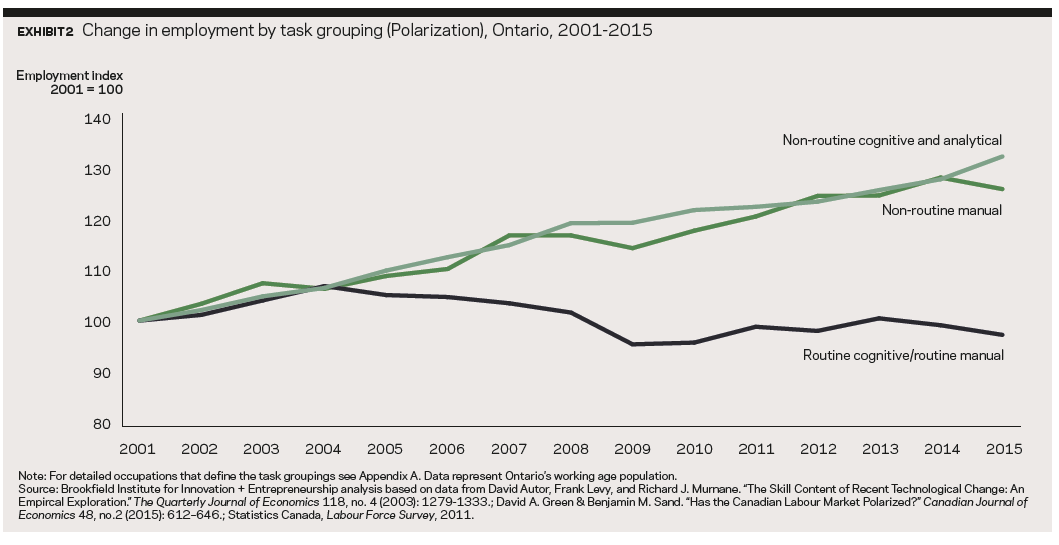 EXHIBIT2 Change in employment by task grouping (Polarization), Ontario, 2001-2015
Employment index
2001 = 100
140
130
120
110
100
90
80
Non-routine cognitive and analytical
Non-routine manual
Routine cognitive/routine manual
2001 2002 2003 2004 2005 2006 2007 2008 2009 2010 2011 2012 2013 2014 2015
Note: For detailed occupations that define the task groupings see Appendix A. Data represent Ontario's working age population.
Source: Brookfield Institute for Innovation + Entrepreneurship analysis based on data from David Autor, Frank Levy, and Richard J. Murnane. “The Skill Content of Recent Technological Change: An
Empircal Exploration.” The Quarterly Journal of Economics 118, no. 4 (2003): 1279-1333.; David A. Green & Benjamin M. Sand. “Has the Canadian Labour Market Polarized?” Canadian Journal of
Economics 48, no.2 (2015): 612–646.; Statistics Canada, Labour Force Survey, 2011.